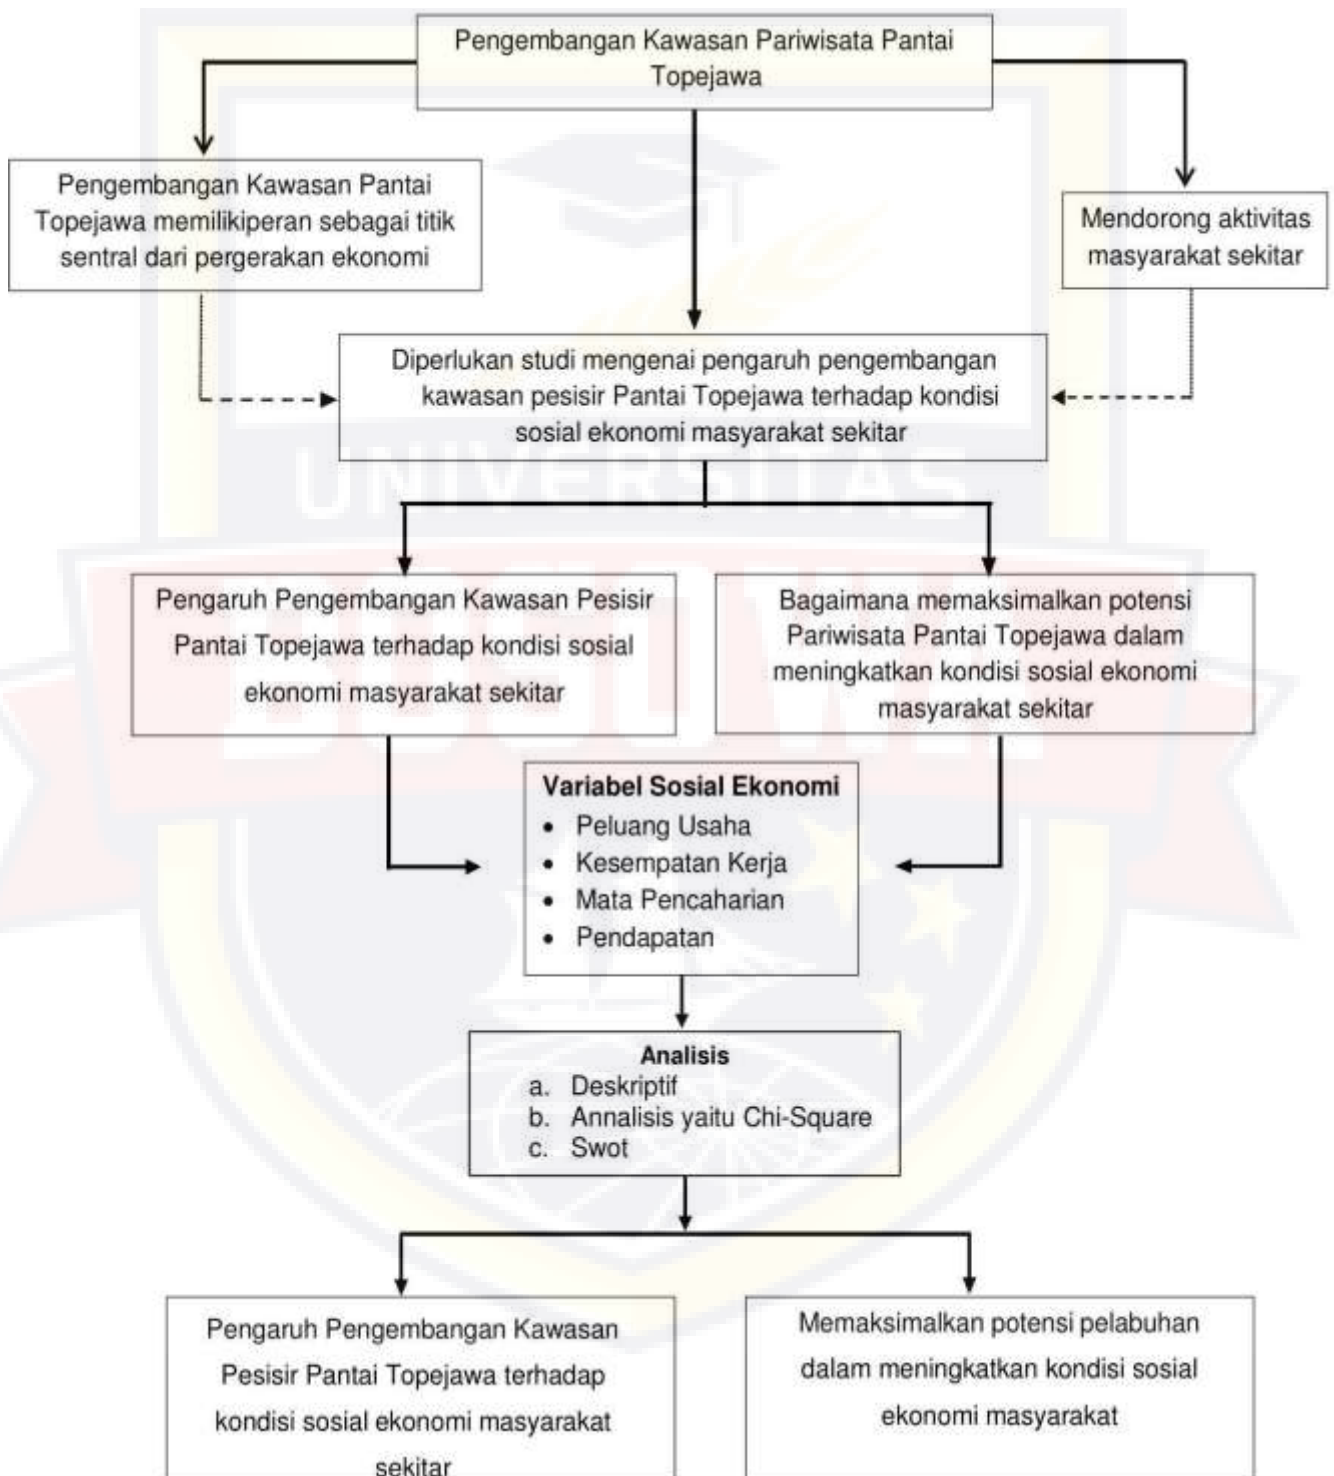 Pengembangan Kawasan Pariwisata Pantai
Topejawa
Pengembangan Kawasan Pantai
Topejawa memilikiperan sebagai titik
sentral dari pergerakan ekonomi
Mendorong aktivitas
masyarakat sekitar
Diperlukan studi mengenai pengaruh pengembangan
kawasan pesisir Pantai Topejawa terhadap kondisi
sosial ekonomi masyarakat sekitar
UNIVERSITAS
BOSOWA
Pengaruh Pengembangan Kawasan Pesisir
Pantai Topejawa terhadap kondisi sosial
ekonomi masyarakat sekitar
Bagaimana memaksimalkan potensi
Pariwisata Pantai Topejawa dalam
meningkatkan kondisi sosial ekonomi
masyarakat sekitar
Variabel Sosial Ekonomi
• Peluang Usaha
• Kesempatan Kerja
• Mata Pencaharian
• Pendapatan
Analisis
a. Deskriptif
b. Annalisis yaitu Chi-Square
c. Swot
Pengaruh Pengembangan Kawasan
Pesisir Pantai Topejawa terhadap
kondisi sosial ekonomi masyarakat
sekitar
Memaksimalkan potensi pelabuhan
dalam meningkatkan kondisi sosial
ekonomi masyarakat